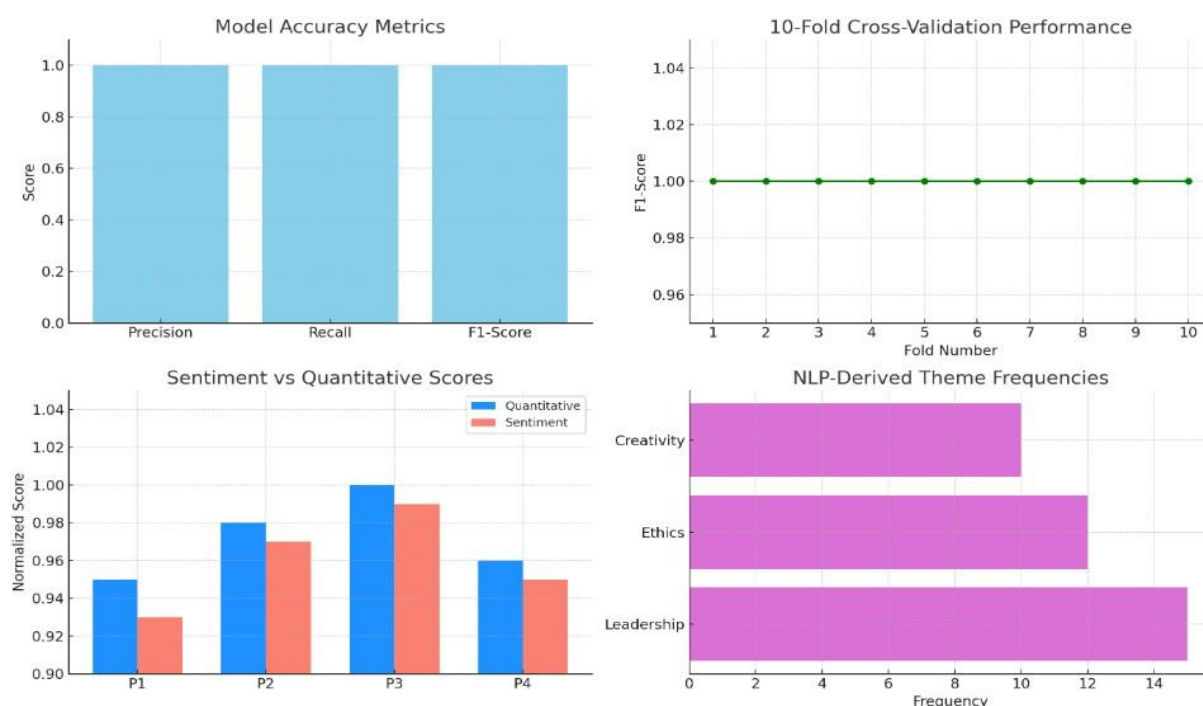 Model Accuracy Metrics
Score
1.0
0.8
0.6
0.4
0.2
0.0
Precision Recall F1-Score
10-Fold Cross-Validation Performance
F1-Score
1.04
1.02
1.00
0.98
0.96
1 2 3 4 5 6 7 8 9 10
Fold Number
Sentiment vs Quantitative Scores
Normalized Score
1.04
1.02
1.00
0.98
0.96
0.94
0.92
0.90
Quantitative
Sentiment
P1 P2 P3 P4
NLP-Derived Theme Frequencies
Creativity
Ethics
Leadership
0 2 4 6 8 10 12 14
Frequency